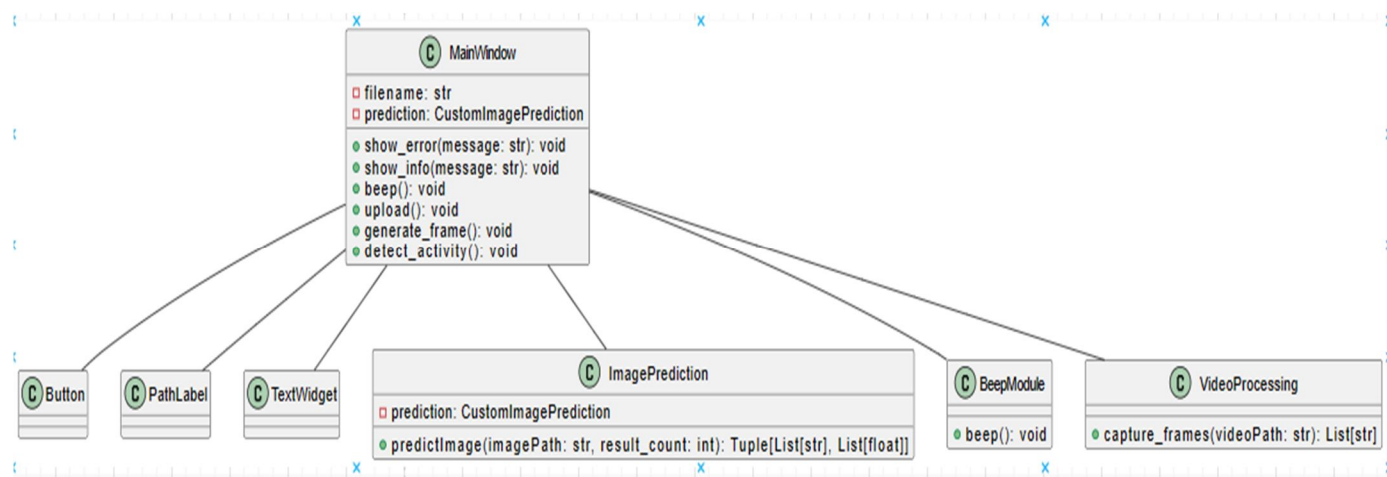 C MainWindow
filename: str
prediction: CustomImagePrediction
show_error(message: str): void
show_info(message: str): void
beep(): void
upload(): void
generate_frame(): void
detect_activity(): void
C Button
C PathLabel
C TextWidget
C ImagePrediction
prediction: CustomImagePrediction
predictImage(imagePath: str, result_count: int): Tuple[List[str], List[float]]
C BeepModule
beep(): void
C VideoProcessing
capture_frames(videoPath: str): List[str]